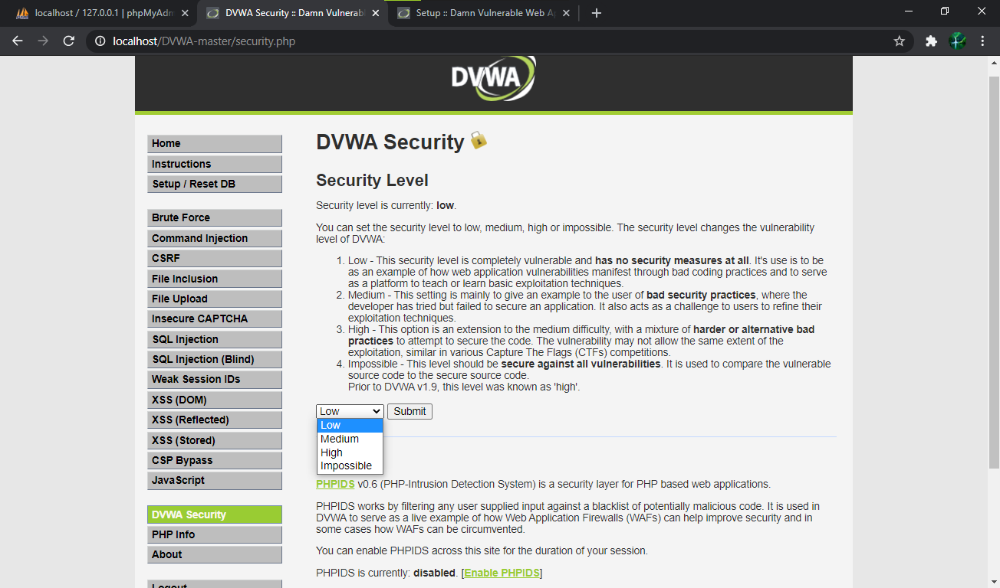 localhost / 127.0.0.1 | phpMyAdm
DVWA Security :: Damn Vulnerabl
Setup :: Damn Vulnerable Web Ap
localhost/DVWA-master/security.php
DVWA
Home
Instructions
Setup / Reset DB
Brute Force
Command Injection
CSRF
File Inclusion
File Upload
Insecure CAPTCHA
SQL Injection
SQL Injection (Blind)
Weak Session IDs
XSS (DOM)
XSS (Reflected)
XSS (Stored)
CSP Bypass
JavaScript
DVWA Security
PHP Info
About
Logout
DVWA Security
Security Level
Security level is currently: low.
You can set the security level to low, medium, high or impossible. The security level changes the vulnerability
level of DVWA:
1. Low - This security level is completely vulnerable and has no security measures at all. It's use is to be
as an example of how web application vulnerabilities manifest through bad coding practices and to serve
as a platform to teach or learn basic exploitation techniques.
2. Medium - This setting is mainly to give an example to the user of bad security practices, where the
developer has tried but failed to secure an application. It also acts as a challenge to users to refine their
exploitation techniques.
3. High - This option is an extension to the medium difficulty, with a mixture of harder or alternative bad
practices to attempt to secure the code. The vulnerability may not allow the same extent of the
exploitation, similar in various Capture The Flags (CTFs) competitions.
4. Impossible - This level should be secure against all vulnerabilities. It is used to compare the vulnerable
source code to the secure source code.
Prior to DVWA v1.9, this level was known as 'high'.
Low Submit
Low
Medium
High
Impossible
PHPIDS v0.6 (PHP-Intrusion Detection System) is a security layer for PHP based web applications.
PHPIDS works by filtering any user supplied input against a blacklist of potentially malicious code. It is used in
DVWA to serve as a live example of how Web Application Firewalls (WAFs) can help improve security and in
some cases how WAFs can be circumvented.
You can enable PHPIDS across this site for the duration of your session.
PHPIDS is currently: disabled. [Enable PHPIDS]